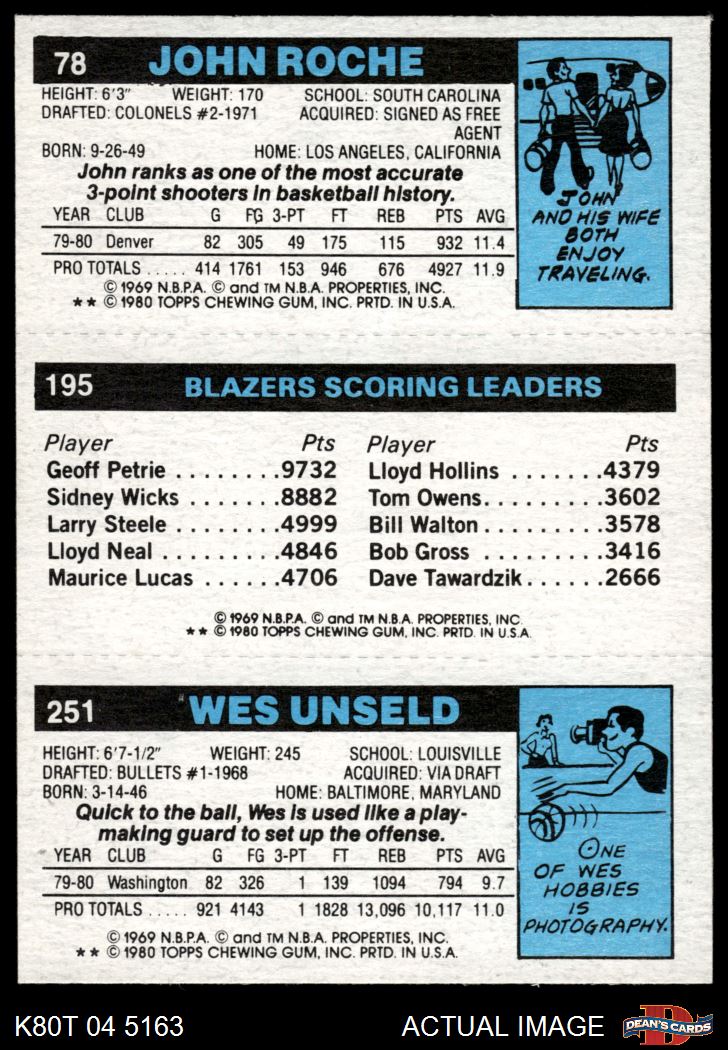 78 JOHN ROCHE
HEIGHT: 6'3" WEIGHT: 170 SCHOOL: SOUTH CAROLINA
DRAFTED: COLONELS #2-1971 ACQUIRED: SIGNED AS FREE
AGENT
BORN: 9-26-49 HOME: LOS ANGELES, CALIFORNIA
John ranks as one of the most accurate
3-point shooters in basketball history.
YEAR CLUB G FG 3-PT FT REB PTS AVG
79-80 Denver 82 305 49 175 115 932 11.4
PRO TOTALS ..... 414 1761 153 946 676 4927 11.9
© 1969 N.B.P.A. © and TM N.B.A. PROPERTIES, INC.
★★ © 1980 TOPPS CHEWING GUM, INC. PRTD. IN U.S.A.
JOHN
AND HIS WIFE
BOTH
ENJOY
TRAVELING.
195 BLAZERS SCORING LEADERS
Player Pts Player Pts
Geoff Petrie ........9732 Lloyd Hollins .......4379
Sidney Wicks .......8882 Tom Owens.........3602
Larry Steele ........4999 Bill Walton .........3578
Lloyd Neal .........4846 Bob Gross .........3416
Maurice Lucas ......4706 Dave Tawardzik......2666
© 1969 N.B.P.A. © and TM N.B.A. PROPERTIES, INC.
★★ © 1980 TOPPS CHEWING GUM, INC. PRTD. IN U.S.A.
251 WES UNSELD
HEIGHT: 6'7-1/2" WEIGHT: 245 SCHOOL: LOUISVILLE
DRAFTED: BULLETS #1-1968 ACQUIRED: VIA DRAFT
BORN: 3-14-46 HOME: BALTIMORE, MARYLAND
Quick to the ball, Wes is used like a play-
making guard to set up the offense.
YEAR CLUB G FG 3-PT FT REB PTS AVG
79-80 Washington 82 326 1 139 1094 794 9.7
PRO TOTALS ..... 921 4143 1 1828 13,096 10,117 11.0
© 1969 N.B.P.A. © and TM N.B.A. PROPERTIES, INC.
★★ © 1980 TOPPS CHEWING GUM, INC. PRTD. IN U.S.A.
ONE
OF WES
HOBBIES
IS
PHOTOGRAPHY.
K80T 04 5163 ACTUAL IMAGE
D
DEAN'S CARDS